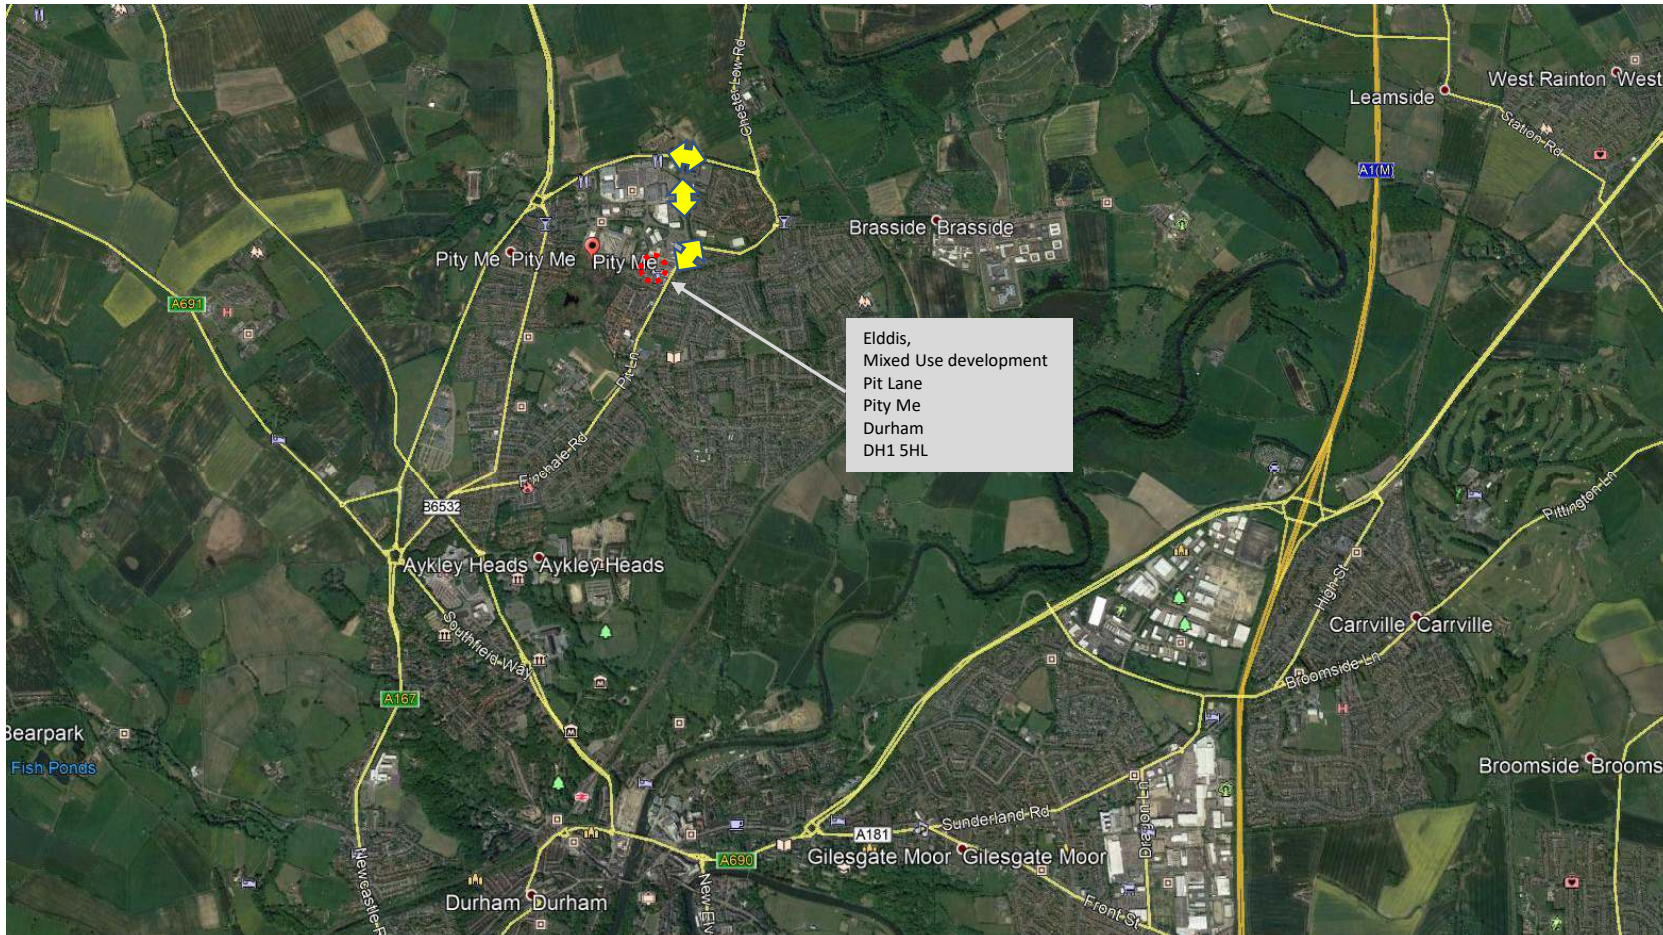 Chester Low Rd
West Rainton West
Leamside
Station Rd
A1(M)
Brasside Brasside
Pity Me Pity Me
Pity Me
A691
H
Elddis,
Mixed Use development
Pit Lane
Pity Me
Durham
DH1 5HL
Pit Ln
Finchale Rd
B6532
Pittington Ln
Aykley Heads Aykley Heads
High St
Southfield Way
Carrville Carrville
Broomside Ln
A167
H
Bearpark
Fish Ponds
Broomside Brooms
Sunderland Rd
Dragon Ln
A181
A690
Gilesgate Moor Gilesgate Moor
Newcastle R
New Elv
Durham Durham
Front St